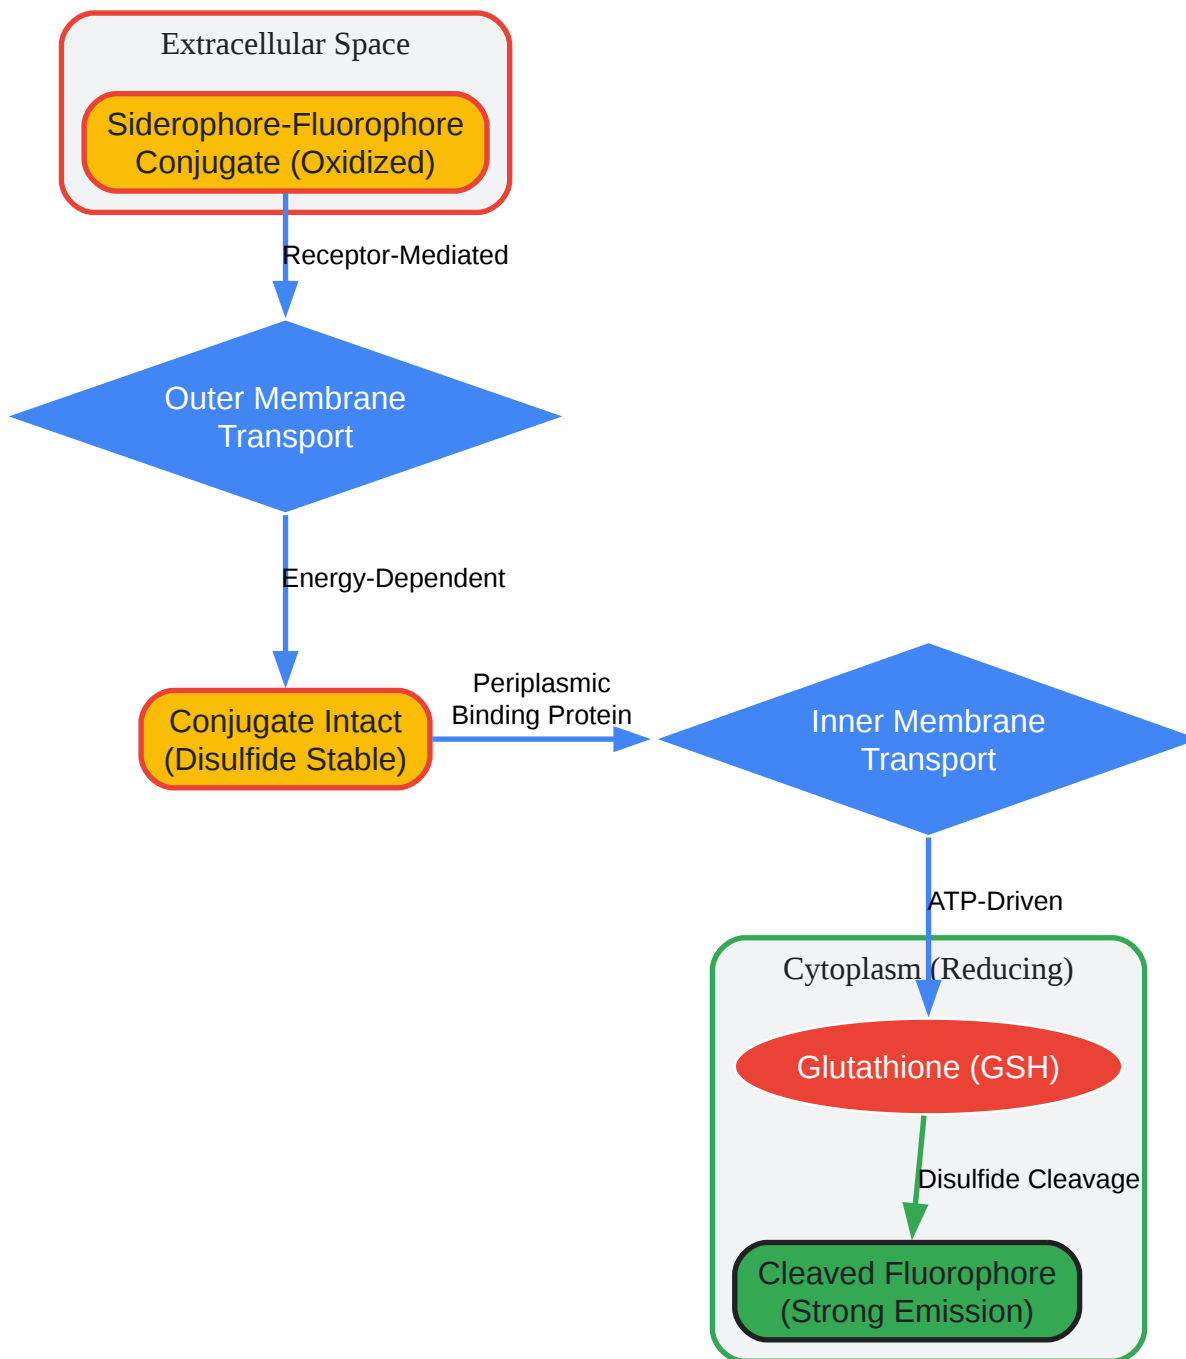 Extracellular Space
Siderophore-Fluorophore
Conjugate (Oxidized)
Receptor-Mediated
Outer Membrane
Transport
Energy-Dependent
Conjugate Intact
(Disulfide Stable)
Periplasmic
Binding Protein
Inner Membrane
Transport
ATP-Driven
Cytoplasm (Reducing)
Glutathione (GSH)
Disulfide Cleavage
Cleaved Fluorophore
(Strong Emission)